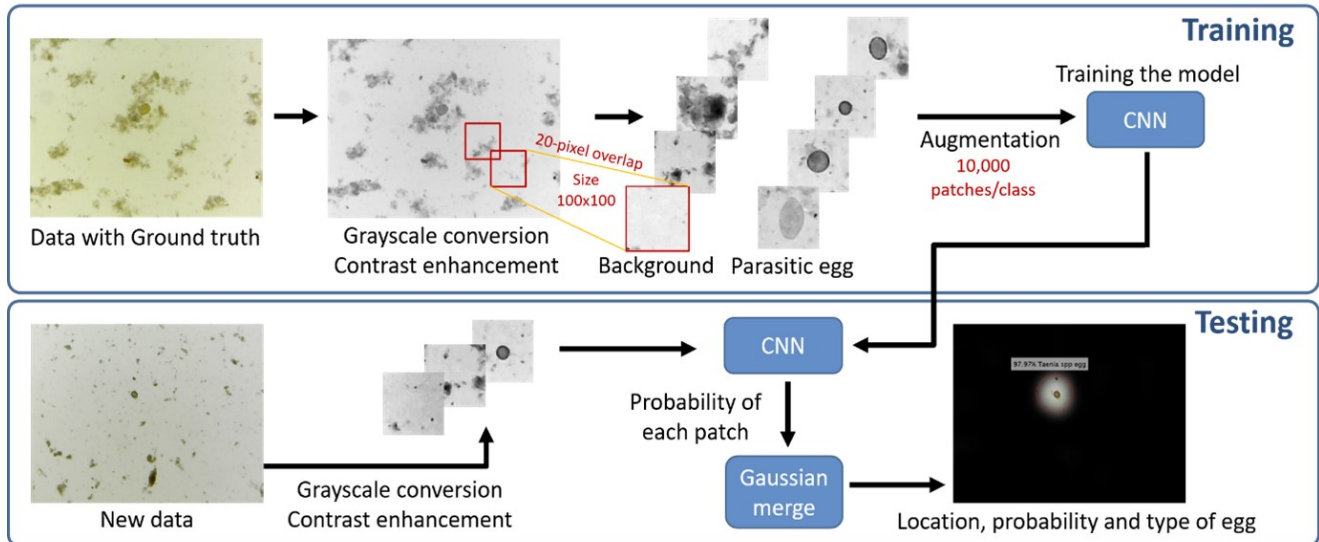 Training
Training the model
CNN
Augmentation
10,000
patches/class
20-pixel overlap
Size
100x100
Data with Ground truth
Grayscale conversion
Contrast enhancement
Background
Parasitic egg
Testing
CNN
97.97% Taenia spp egg
Probability of
each patch
Grayscale conversion
Contrast enhancement
Gaussian
merge
New data
Location, probability and type of egg